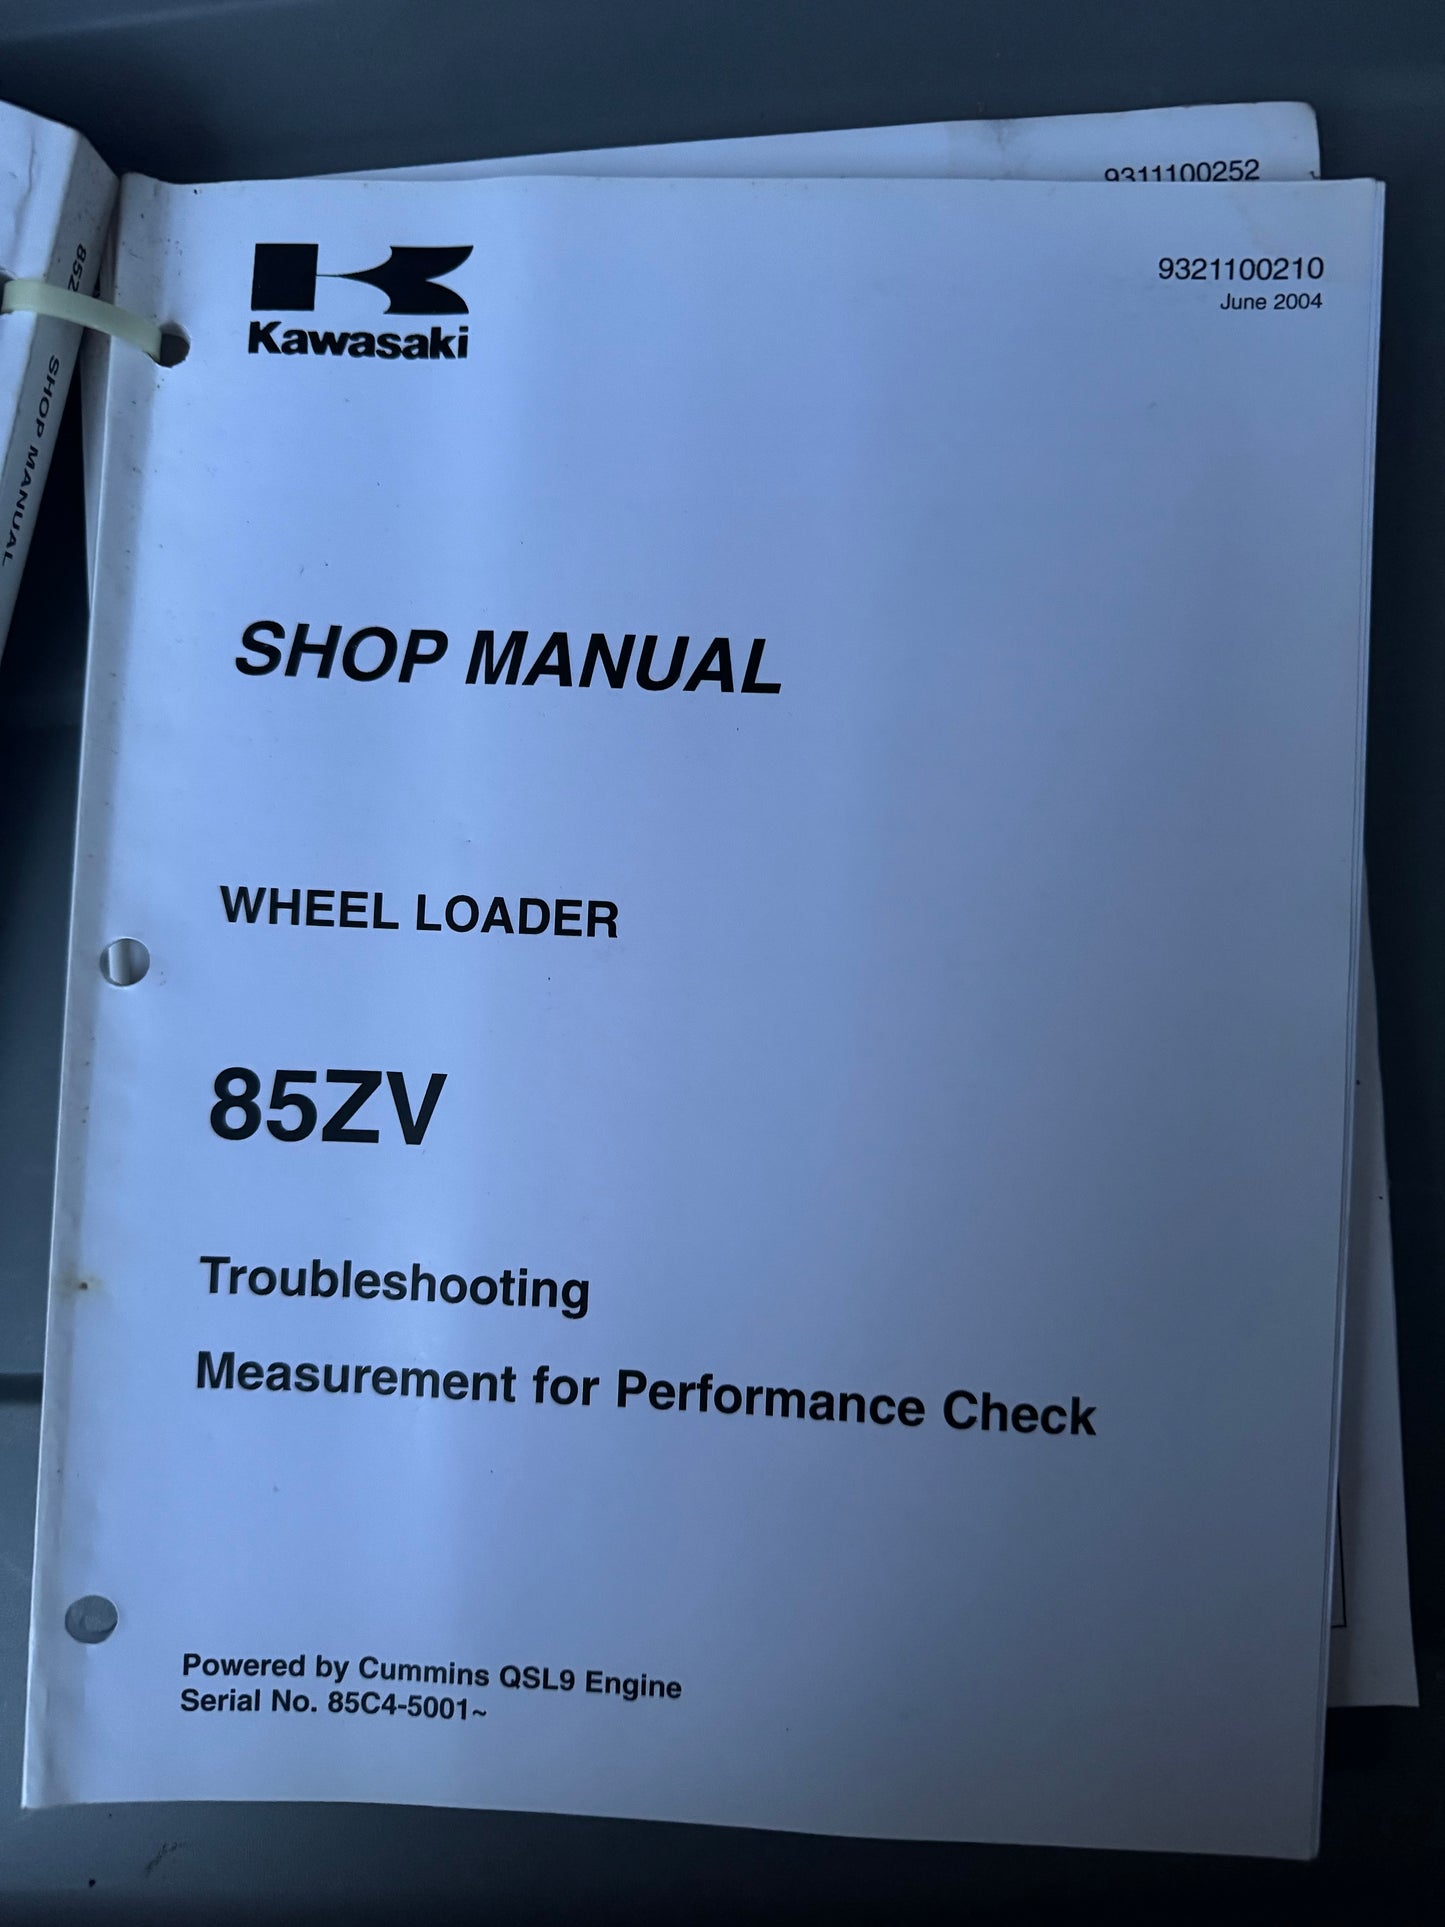 9311100252
9321100210
June 2004
Kawasaki
SHOP MANUAL
WHEEL LOADER
85ZV
Troubleshooting
Measurement for Performance Check
Powered by Cummins QSL9 Engine
Serial No. 85C4-5001~
SHOP MANUAL